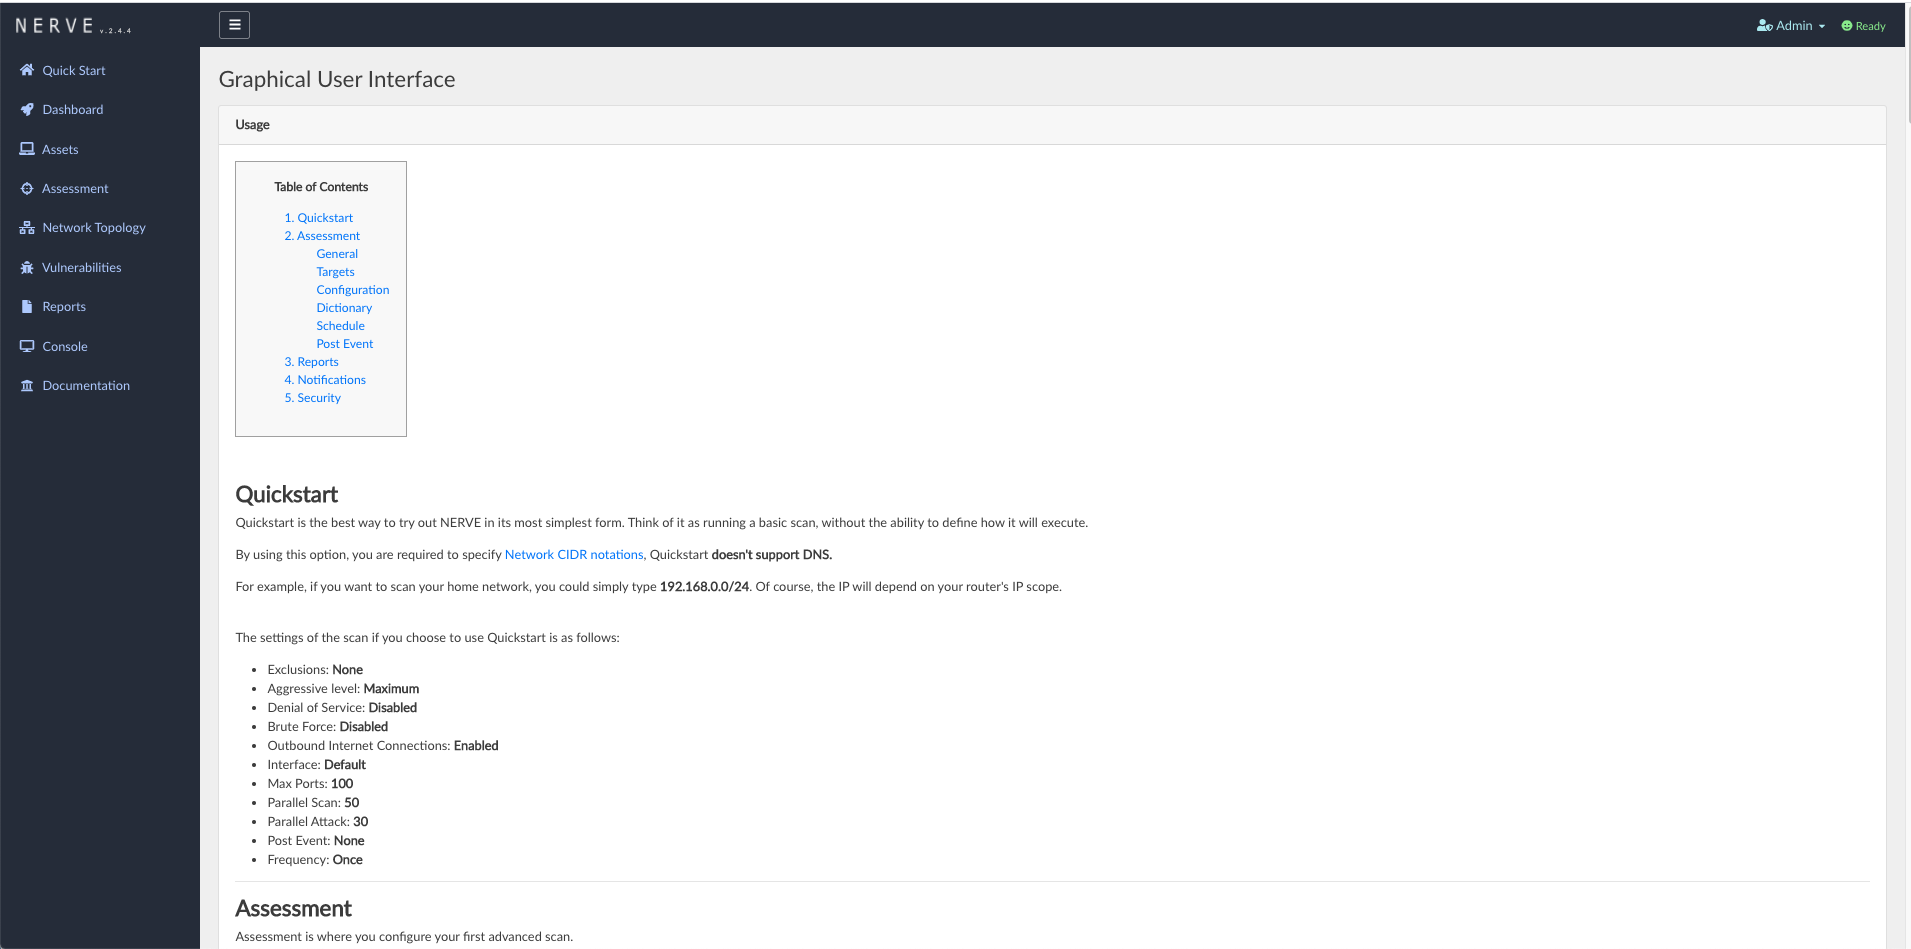 NERVE v.2.4.4
Admin
Ready
Quick Start
Dashboard
Assets
Assessment
Network Topology
Vulnerabilities
Reports
Console
Documentation
Graphical User Interface
Usage
Table of Contents
1. Quickstart
2. Assessment
General
Targets
Configuration
Dictionary
Schedule
Post Event
3. Reports
4. Notifications
5. Security
Quickstart
Quickstart is the best way to try out NERVE in its most simplest form. Think of it as running a basic scan, without the ability to define how it will execute.
By using this option, you are required to specify Network CIDR notations, Quickstart doesn't support DNS.
For example, if you want to scan your home network, you could simply type 192.168.0.0/24. Of course, the IP will depend on your router's IP scope.
The settings of the scan if you choose to use Quickstart is as follows:
• Exclusions: None
• Aggressive level: Maximum
• Denial of Service: Disabled
• Brute Force: Disabled
• Outbound Internet Connections: Enabled
• Interface: Default
• Max Ports: 100
• Parallel Scan: 50
• Parallel Attack: 30
• Post Event: None
• Frequency: Once
Assessment
Assessment is where you configure your first advanced scan.